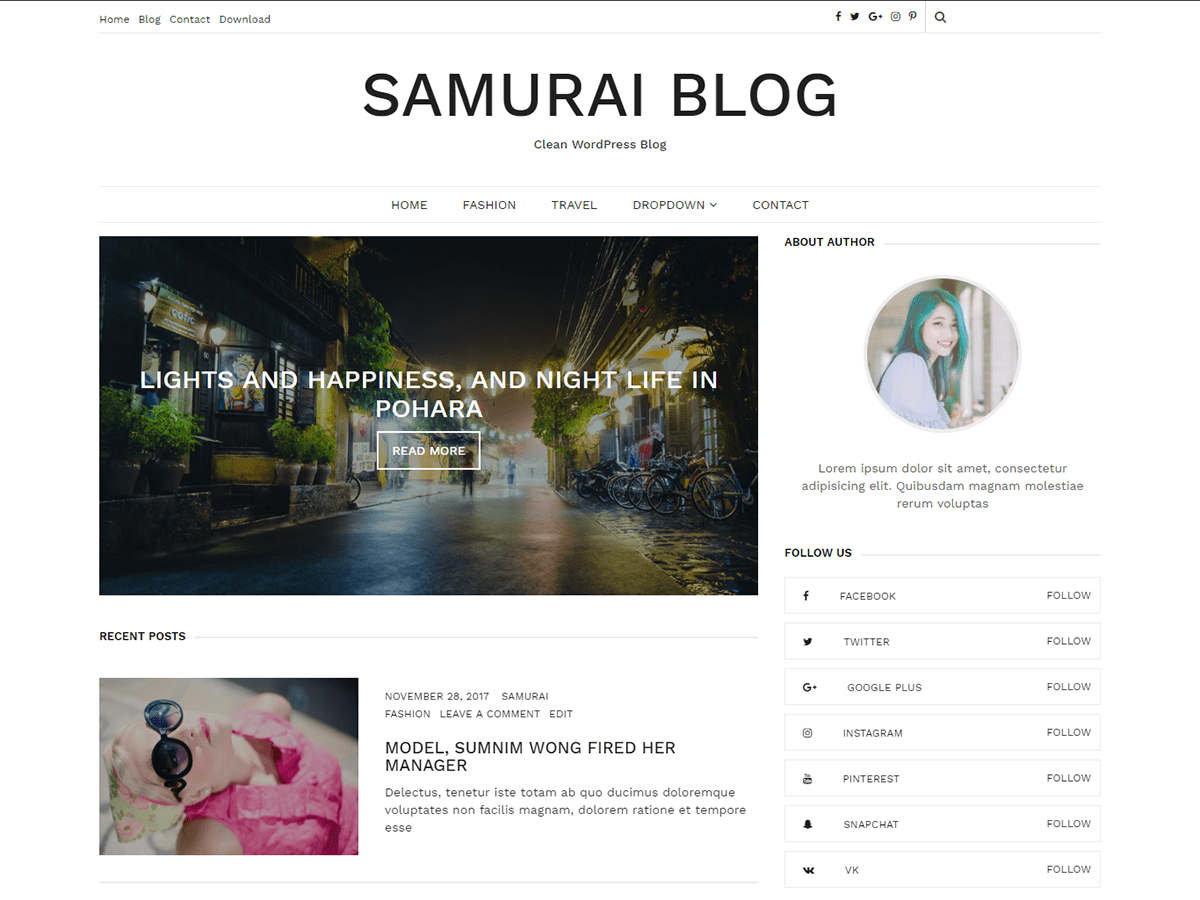 Home Blog Contact Download
SAMURAI BLOG
Clean WordPress Blog
HOME FASHION TRAVEL DROPDOWN CONTACT
LIGHTS AND HAPPINESS, AND NIGHT LIFE IN
POHARA
READ MORE
RECENT POSTS
NOVEMBER 28, 2017 SAMURAI
FASHION LEAVE A COMMENT EDIT
MODEL, SUMNIM WONG FIRED HER
MANAGER
Delectus, tenetur iste totam ab quo ducimus doloremque
voluptates non facilis magnam, dolorem ratione et tempore
esse
ABOUT AUTHOR
Lorem ipsum dolor sit amet, consectetur
adipisicing elit. Quibusdam magnam molestiae
rerum voluptas
FOLLOW US
FACEBOOK FOLLOW
TWITTER FOLLOW
GOOGLE PLUS FOLLOW
INSTAGRAM FOLLOW
PINTEREST FOLLOW
SNAPCHAT FOLLOW
VK FOLLOW